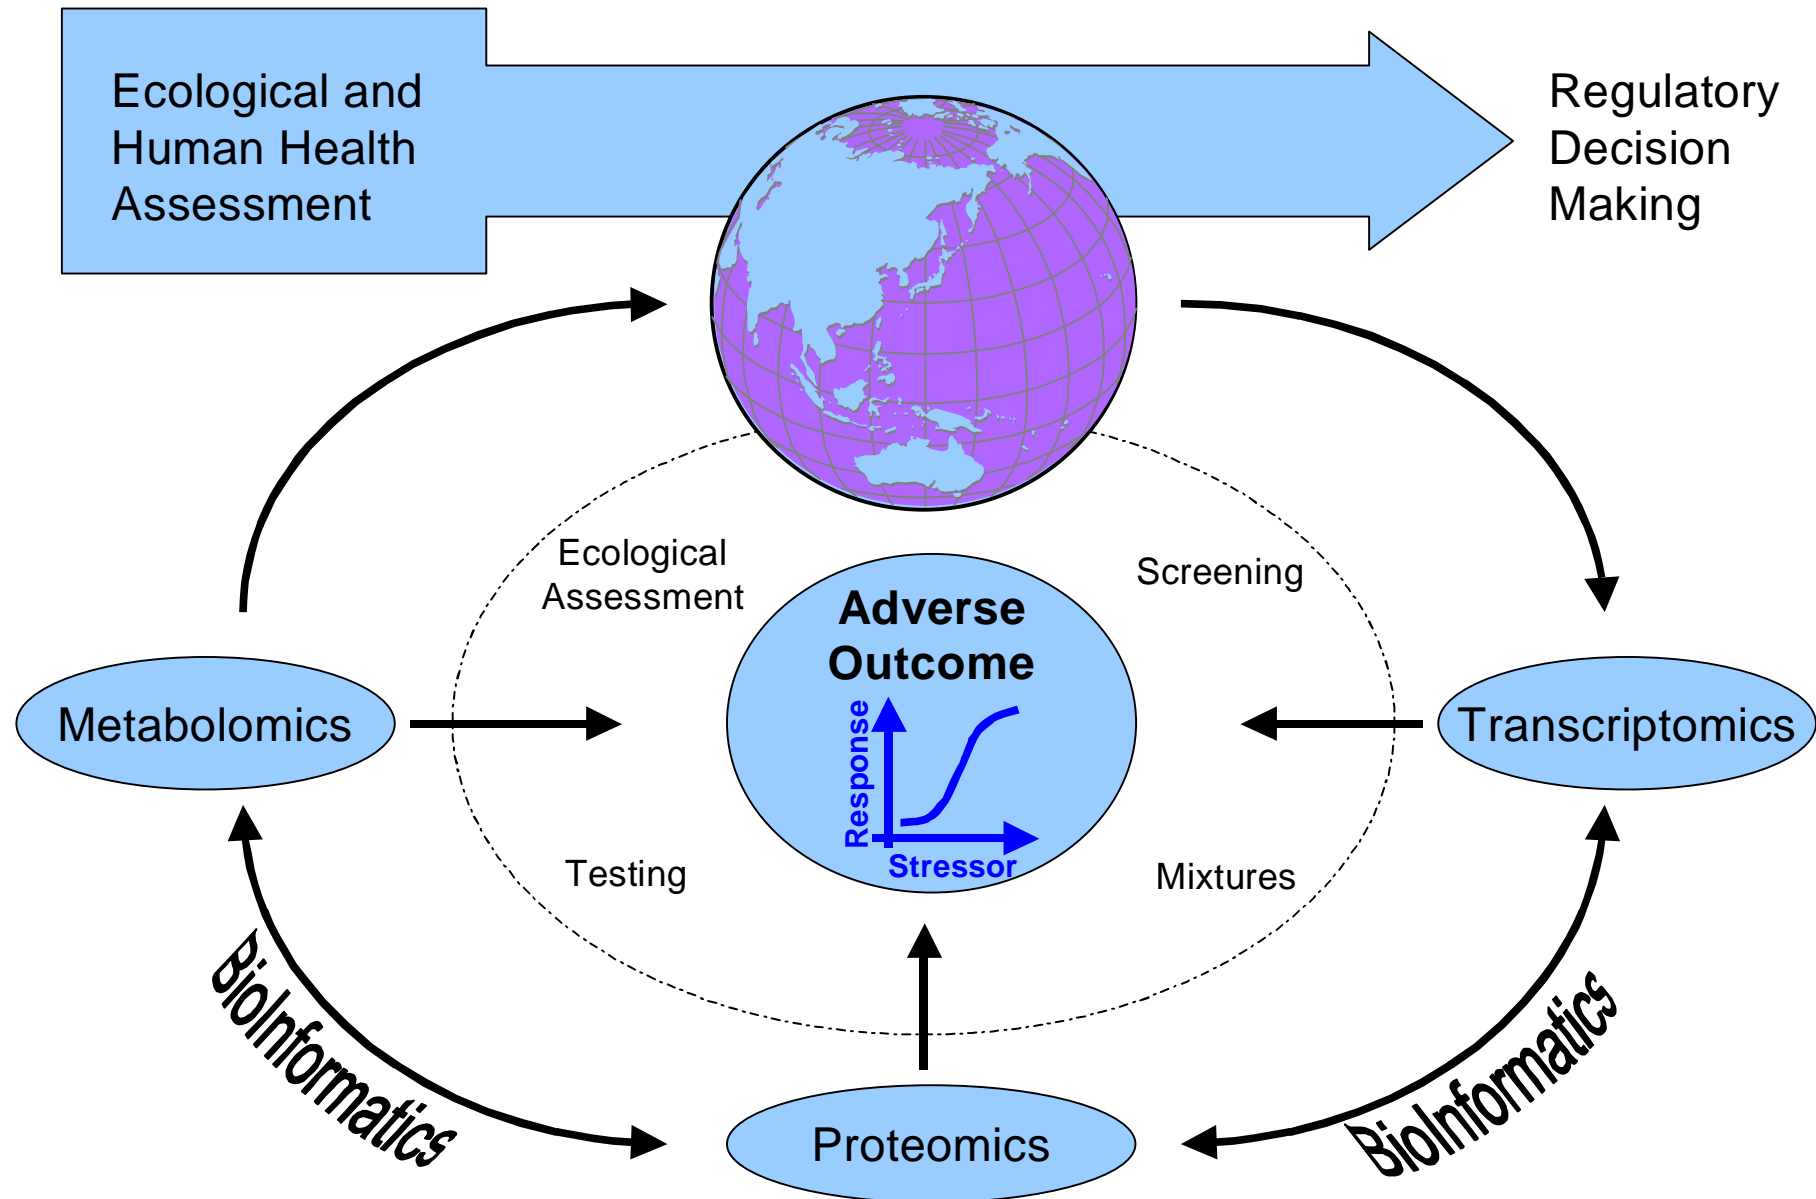 Ecological and
Human Health
Assessment
Regulatory
Decision
Making
Ecological
Assessment
Screening
Adverse
Outcome
Response
Stressor
Metabolomics
Transcriptomics
Testing
Mixtures
BioInformatics
BioInformatics
Proteomics